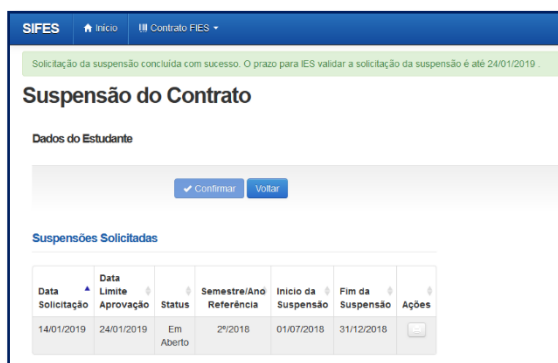 SIFES Início Contrato FIES
Solicitação da suspensão concluída com sucesso. O prazo para IES validar a solicitação da suspensão é até 24/01/2019 .
Suspensão do Contrato
Dados do Estudante
Confirmar Voltar
Suspensões Solicitadas
Data Solicitação Data Limite Aprovação Status Semestre/Ano Referência Início da Suspensão Fim da Suspensão Ações
14/01/2019 24/01/2019 Em Aberto 2º/2018 01/07/2018 31/12/2018